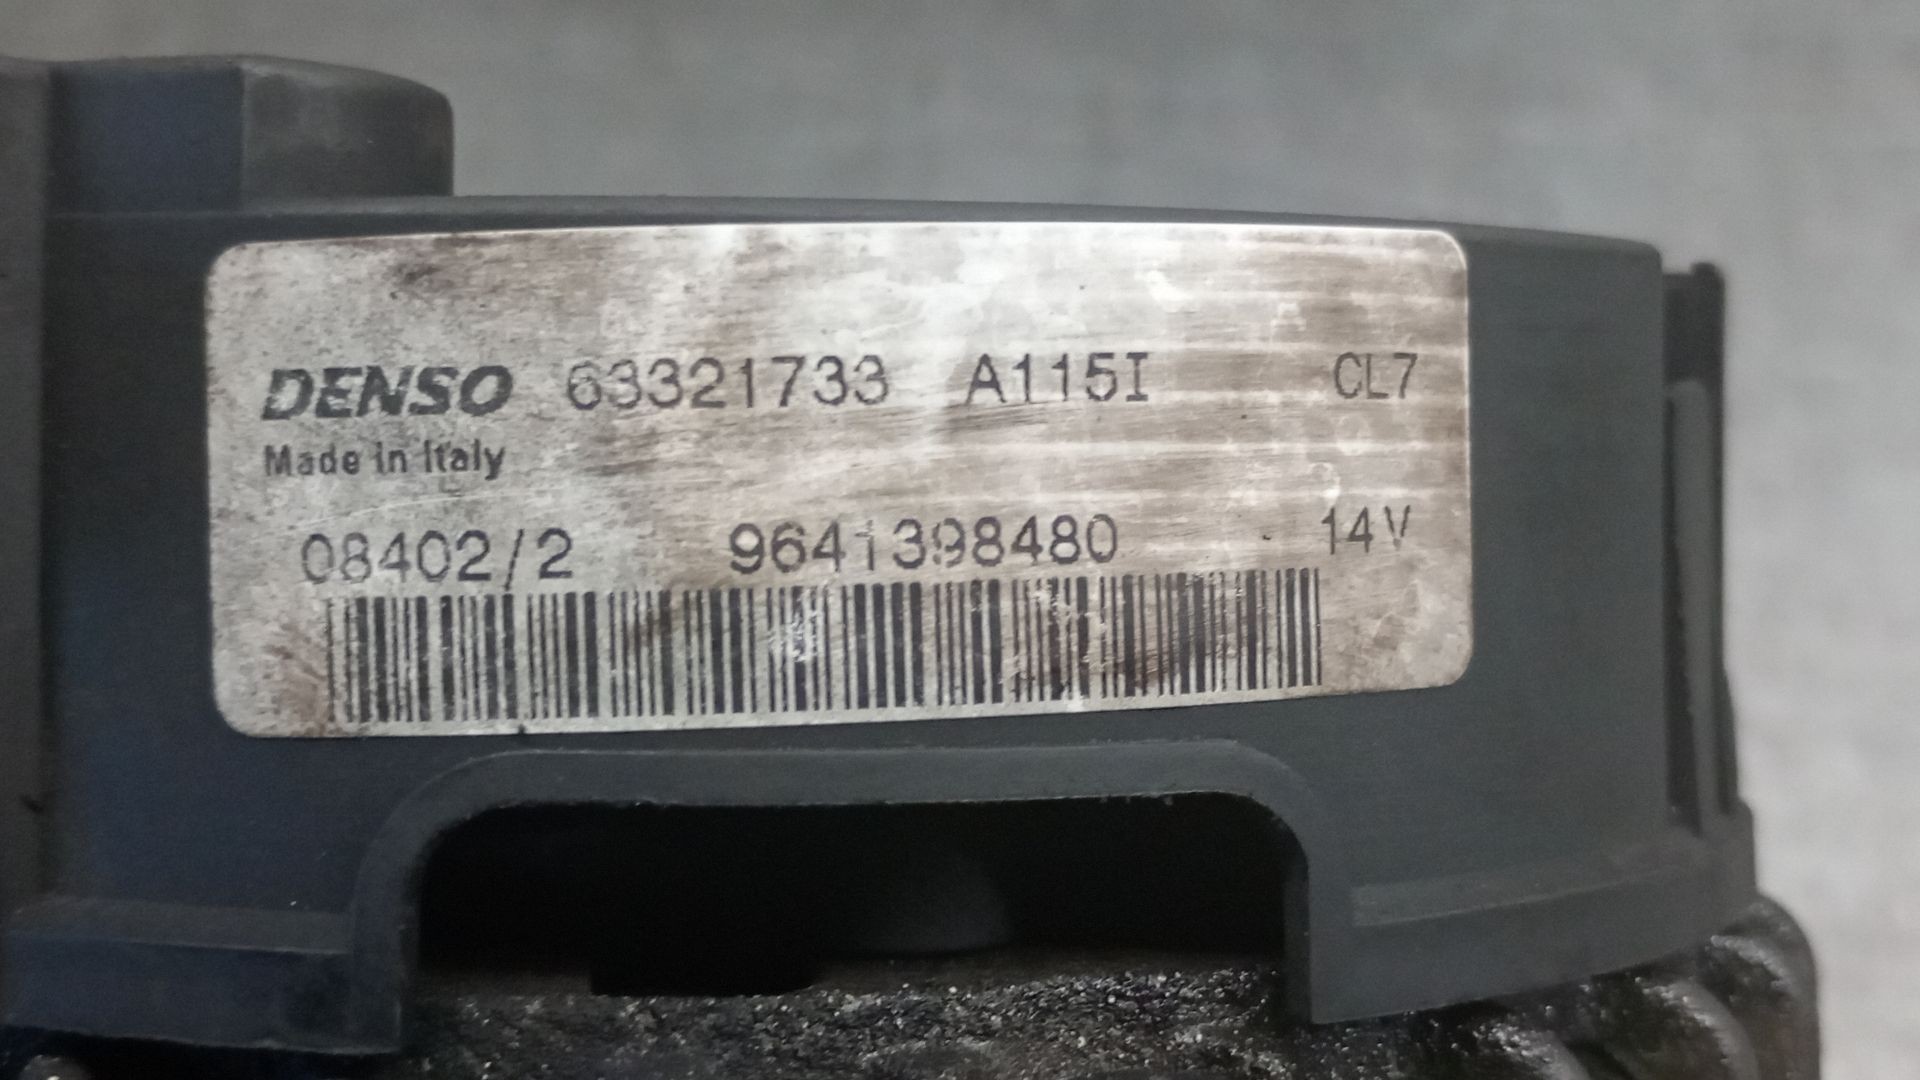 DENSO 63321733 A115I CL7
Made in Italy
08402/2 9641398480 14V